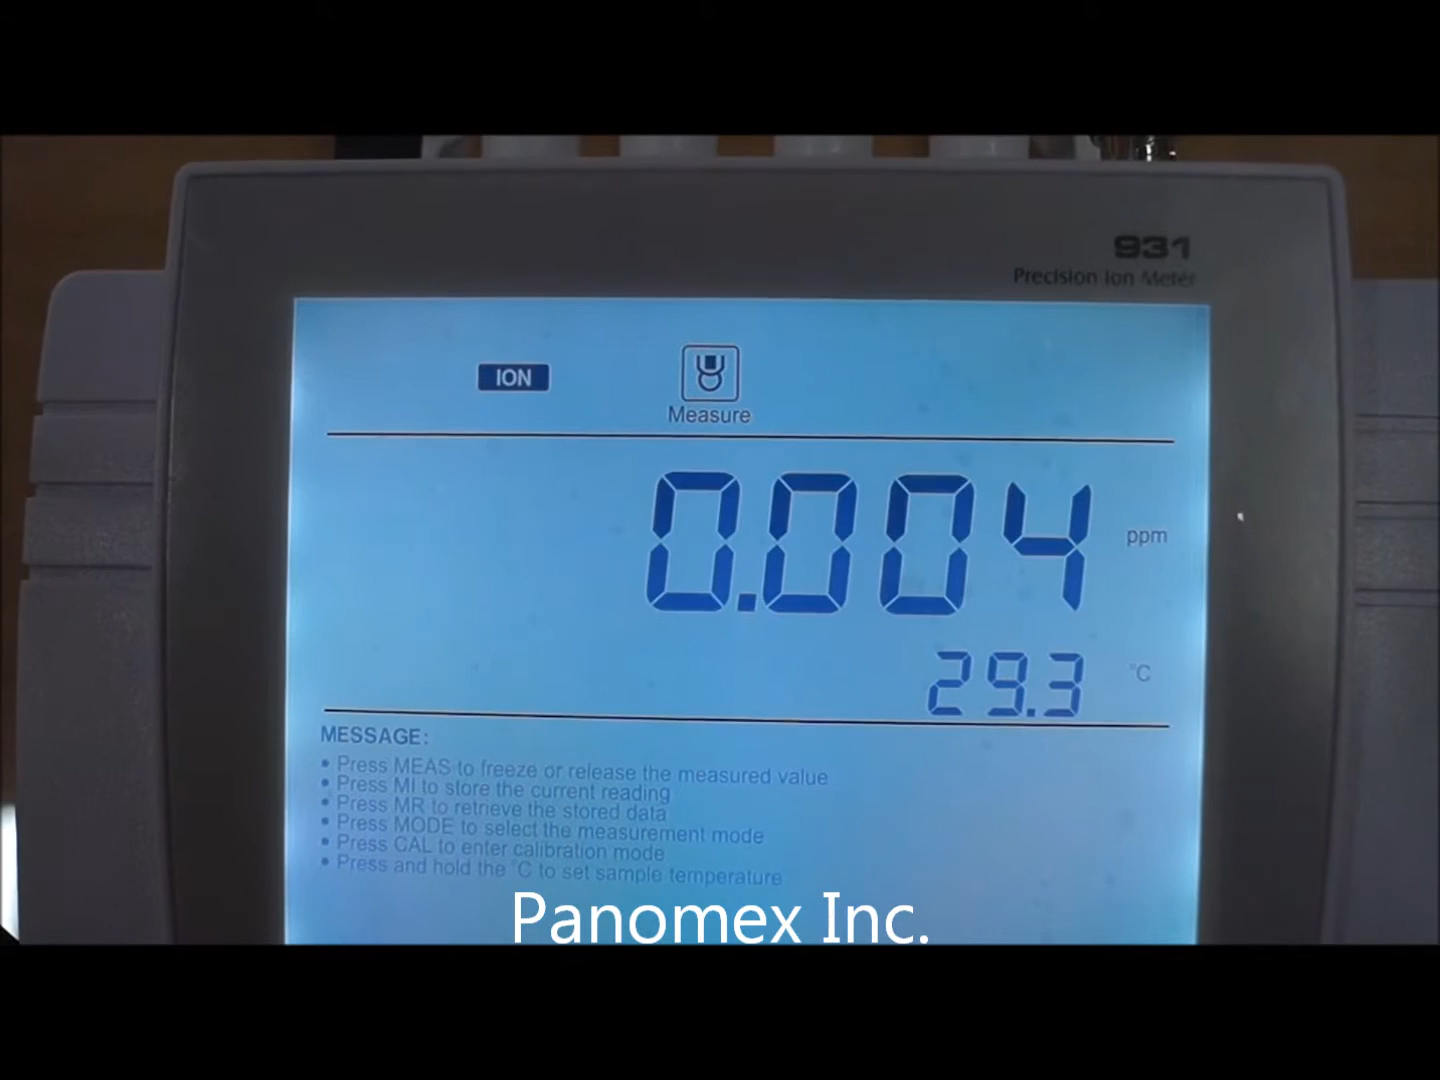 931
Precision Ion Meter
ION
Measure
0.004 ppm
29.3 °C
MESSAGE:
• Press MEAS to freeze or release the measured value
• Press MI to store the current reading
• Press MR to retrieve the stored data
• Press MODE to select the measurement mode
• Press CAL to enter calibration mode
• Press and hold the °C to set sample temperature
Panomex Inc.